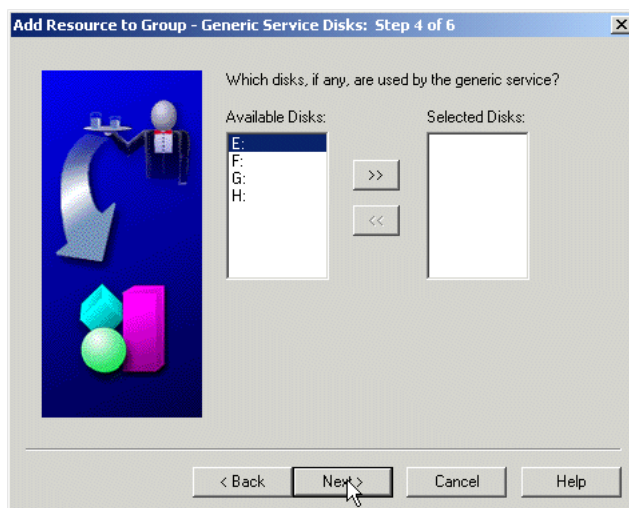 Add Resource to Group - Generic Service Disks: Step 4 of 6
Which disks, if any, are used by the generic service?
Available Disks:
Selected Disks:
E:
F:
G:
H:
>>
<<
< Back
Next >
Cancel
Help